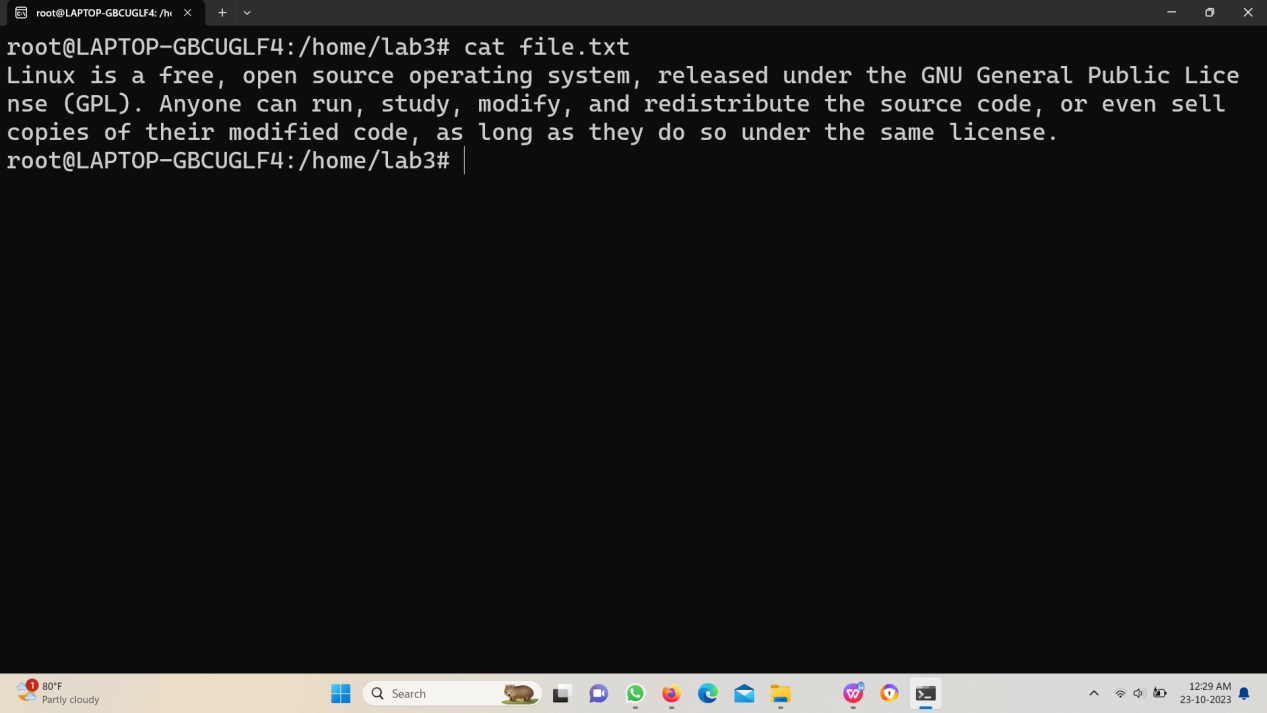 root@LAPTOP-GBCUGLF4: /h
root@LAPTOP-GBCUGLF4:/home/lab3# cat file.txt
Linux is a free, open source operating system, released under the GNU General Public Lice
nse (GPL). Anyone can run, study, modify, and redistribute the source code, or even sell
copies of their modified code, as long as they do so under the same license.
root@LAPTOP-GBCUGLF4:/home/lab3#
1
80°F
Partly cloudy
Search
12:29 AM
23-10-2023